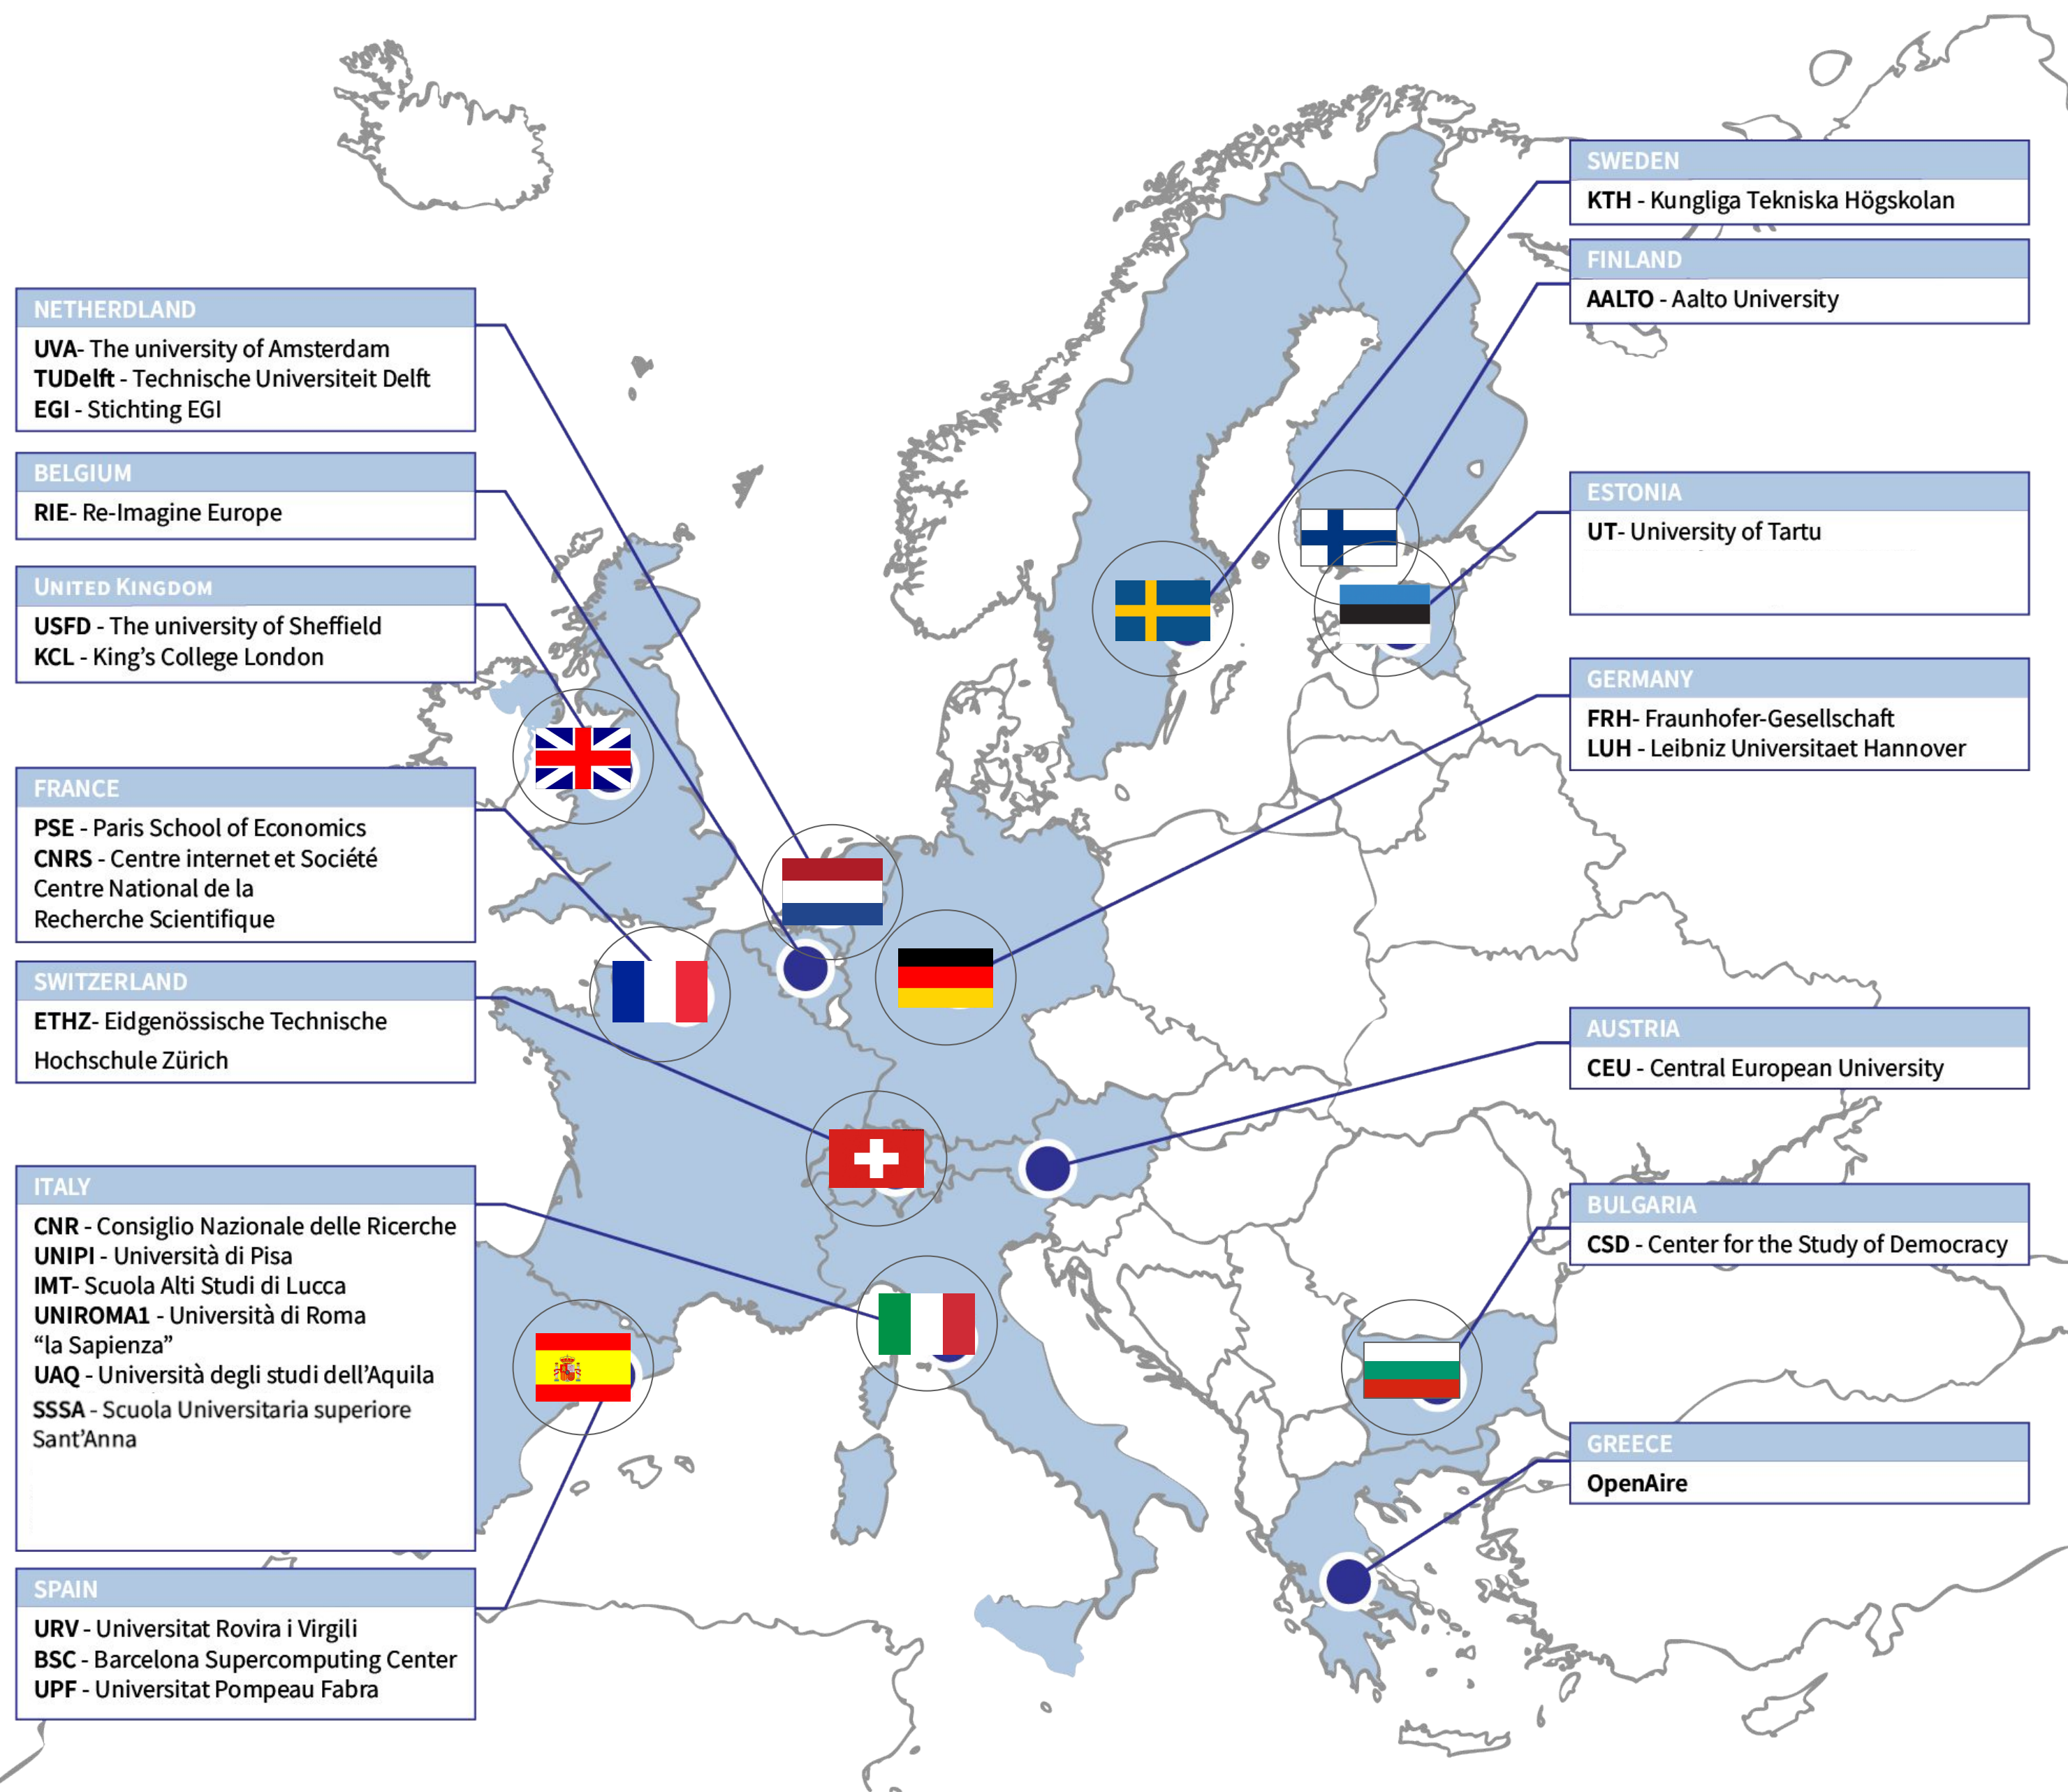 NETHERDLAND
UVA- The university of Amsterdam
TUDelft - Technische Universiteit Delft
EGI - Stichting EGI
BELGIUM
RIE- Re-Imagine Europe
UNITED KINGDOM
USFD - The university of Sheffield
KCL - King's College London
FRANCE
PSE - Paris School of Economics
CNRS - Centre internet et Société
Centre National de la
Recherche Scientifique
SWITZERLAND
ETHZ- Eidgenössische Technische
Hochschule Zürich
ITALY
CNR - Consiglio Nazionale delle Ricerche
UNIPI - Università di Pisa
IMT- Scuola Alti Studi di Lucca
UNIROMA1 - Università di Roma
“la Sapienza”
UAQ - Università degli studi dell’Aquila
SSSA - Scuola Universitaria superiore
Sant’Anna
SPAIN
URV - Universitat Rovira i Virgili
BSC - Barcelona Supercomputing Center
UPF - Universitat Pompeau Fabra
SWEDEN
KTH - Kungliga Tekniska Högskolan
FINLAND
AALTO - Aalto University
ESTONIA
UT- University of Tartu
GERMANY
FRH- Fraunhofer-Gesellschaft
LUH - Leibniz Universitaet Hannover
AUSTRIA
CEU - Central European University
BULGARIA
CSD - Center for the Study of Democracy
GREECE
OpenAire